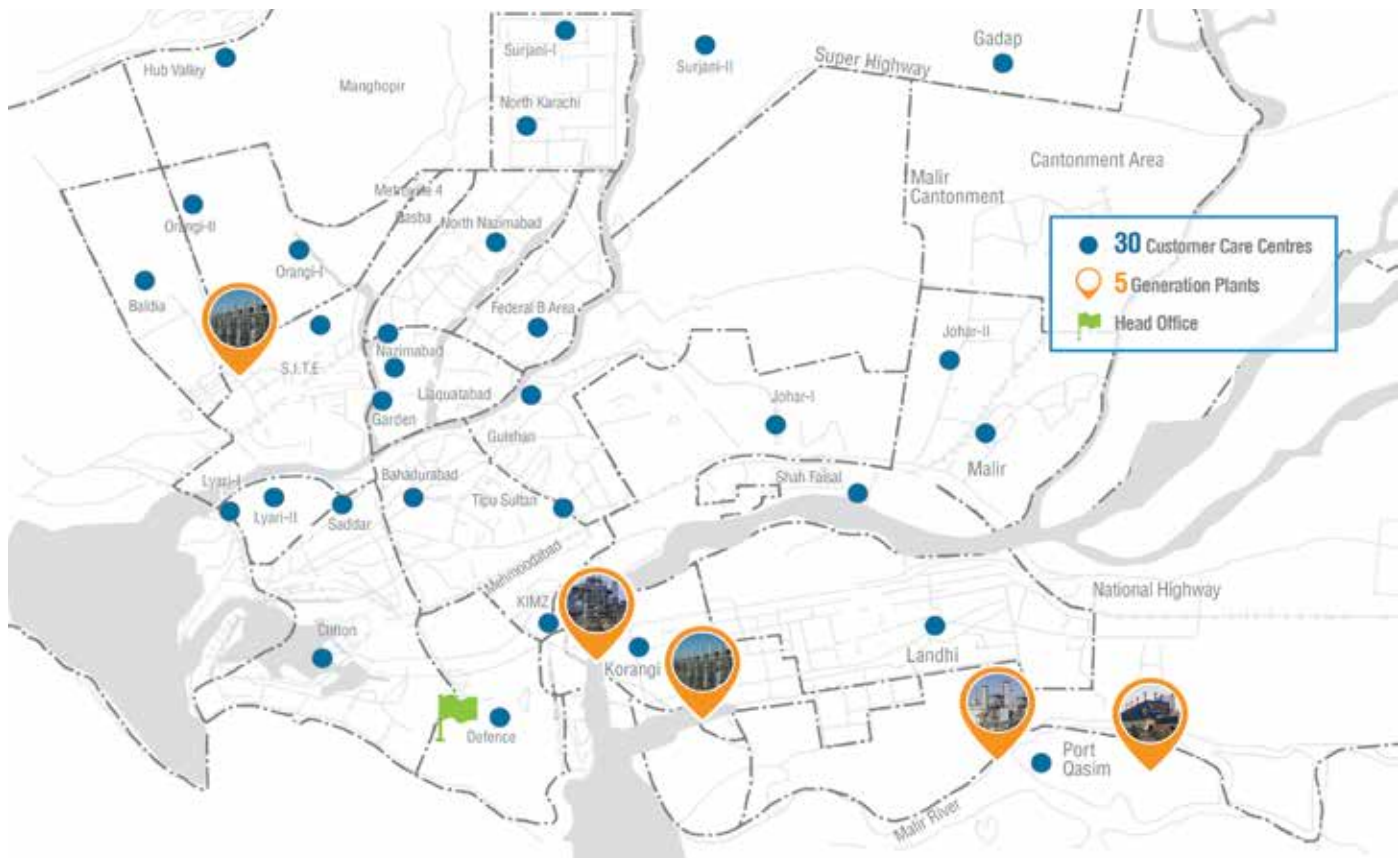 Hub Valley
Manghopir
Surjani-I
Surjani-II
Super Highway
Gadap
North Karachi
Cantonment Area
Malir
Cantonment
Metroville 4
Orangi-II
North Nazimabad
Orangi-I
30 Customer Care Centres
5 Generation Plants
Head Office
Baldia
Federal B Area
Johar-II
Nazimabad
S.I.T.E
Liaquatabad
Johar-I
Garden
Gulshan
Malir
Bahadurabad
Shah Faisal
Lyari-I
Lyari-II
Saddar
Tipu Sultan
Mehmoodabad
National Highway
KIMZ
Clifton
Korangi
Landhi
Defence
Port
Qasim
Malir River